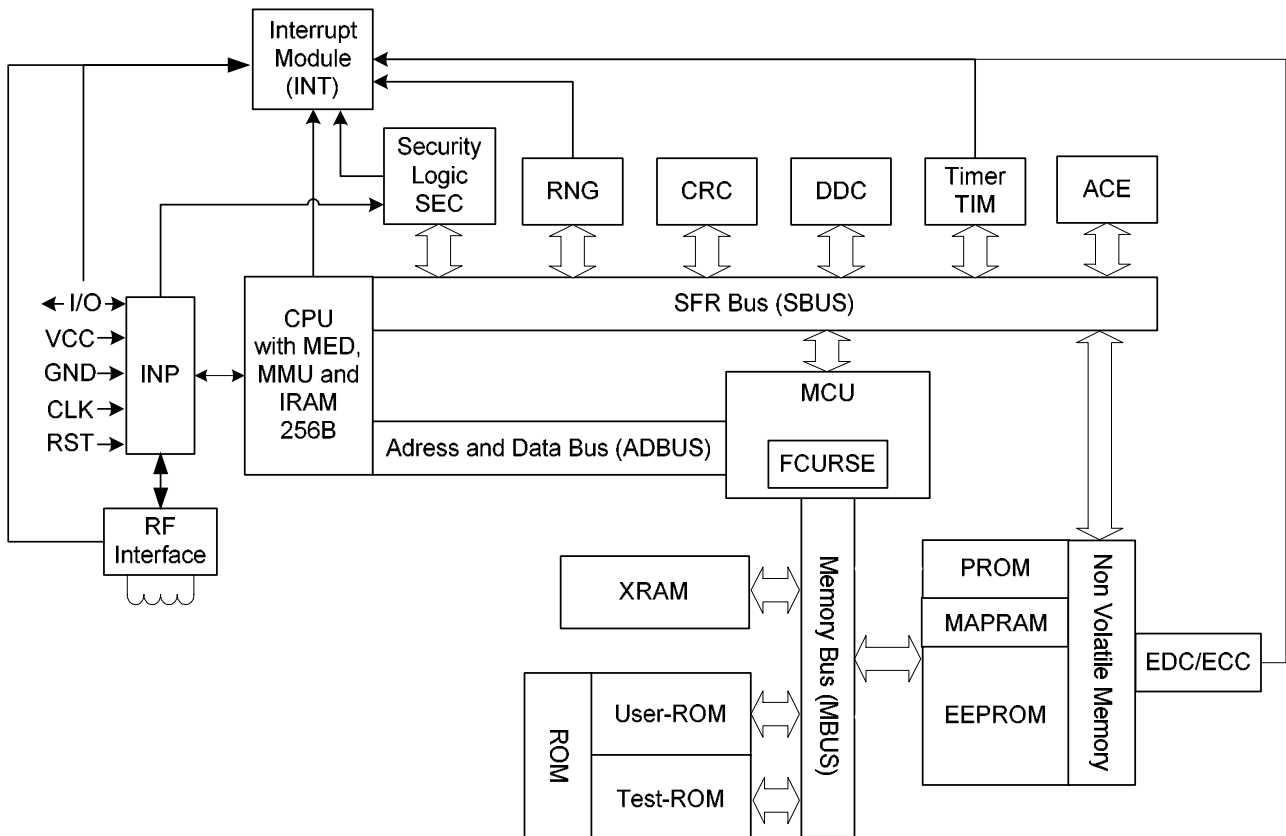 Interrupt
Module
(INT)
Security
Logic
SEC
RNG
CRC
DDC
Timer
TIM
ACE
I/O
VCC
GND
CLK
RST
INP
CPU
with MED,
MMU and
IRAM
256B
SFR Bus (SBUS)
MCU
FCURSE
Adress and Data Bus (ADBUS)
RF
Interface
XRAM
Memory Bus (MBUS)
PROM
MAPRAM
EEPROM
Non Volatile Memory
EDC/ECC
ROM
User-ROM
Test-ROM